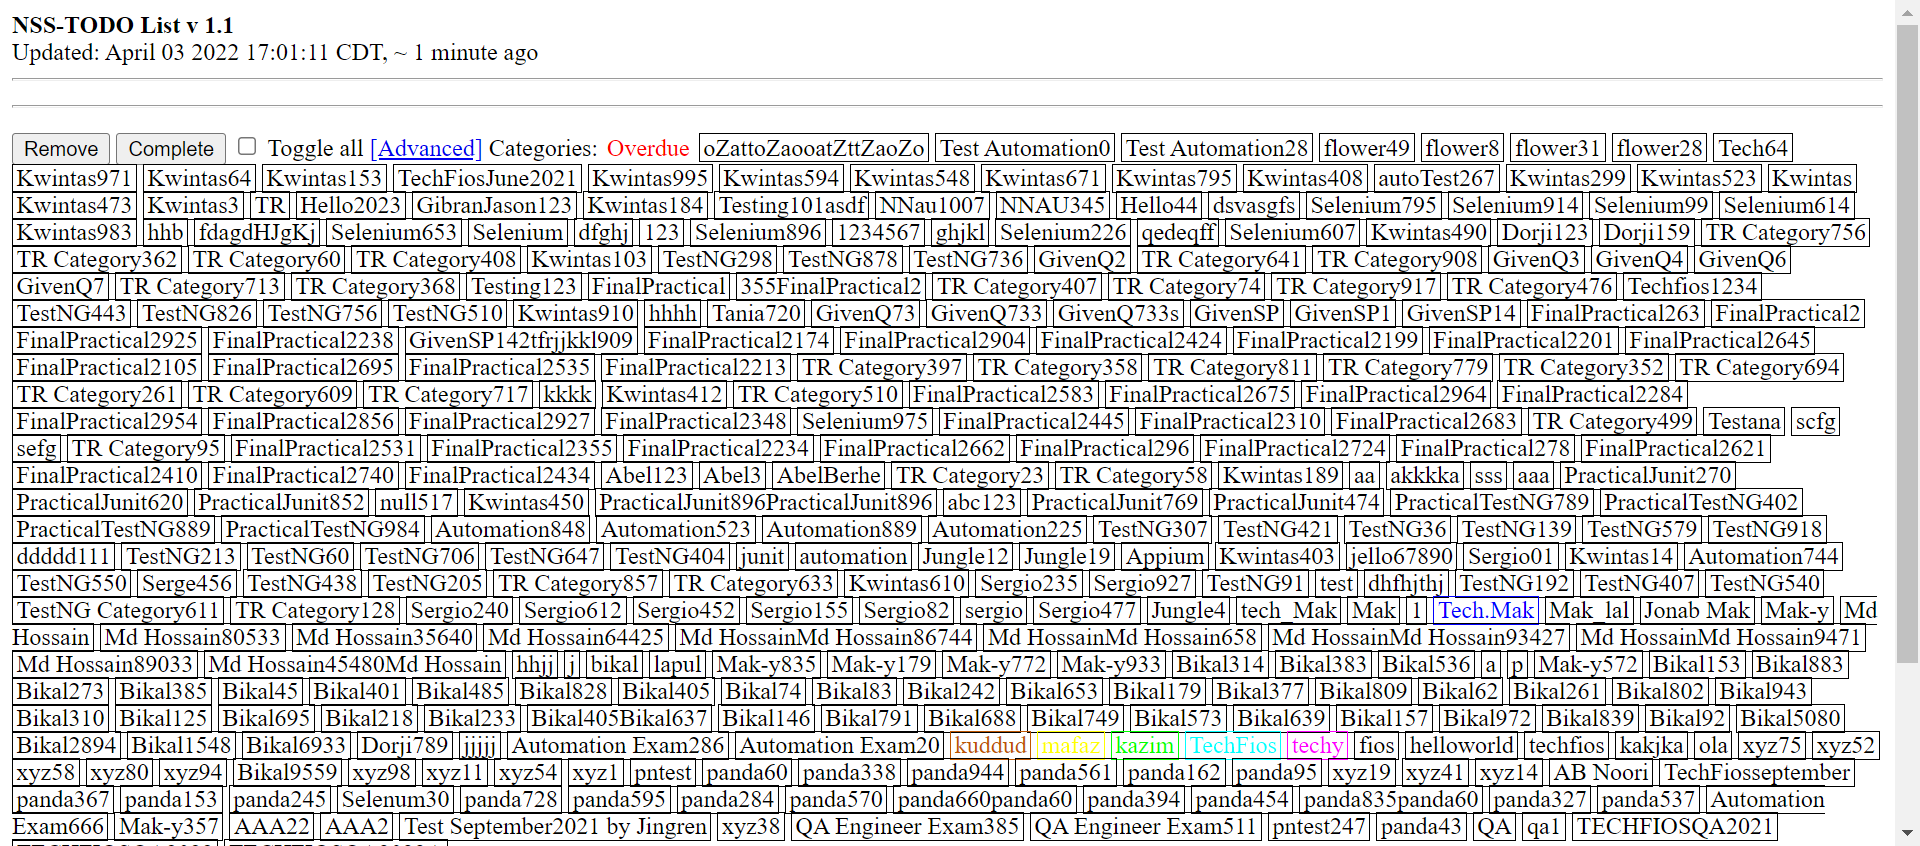 NSS-TODO List v 1.1
Updated: April 03 2022 17:01:11 CDT, ~ 1 minute ago
Remove Complete Toggle all [Advanced] Categories: Overdue oZattoZaooatZttZaoZo Test Automation0 Test Automation28 flower49 flower8 flower31 flower28 Tech64
Kwintas971 Kwintas64 Kwintas153 TechFiosJune2021 Kwintas995 Kwintas594 Kwintas548 Kwintas671 Kwintas795 Kwintas408 autoTest267 Kwintas299 Kwintas523 Kwintas
Kwintas473 Kwintas3 TR Hello2023 GibranJason123 Kwintas184 Testing101asdf NNau1007 NNAU345 Hello44 dsvasgfs Selenium795 Selenium914 Selenium99 Selenium614
Kwintas983 hhb fdagdHJgKj Selenium653 Selenium dfghj 123 Selenium896 1234567 ghjkl Selenium226 qedeqff Selenium607 Kwintas490 Dorji123 Dorji159 TR Category756
TR Category362 TR Category60 TR Category408 Kwintas103 TestNG298 TestNG878 TestNG736 GivenQ2 TR Category641 TR Category908 GivenQ3 GivenQ4 GivenQ6
GivenQ7 TR Category713 TR Category368 Testing123 FinalPractical 355FinalPractical2 TR Category407 TR Category74 TR Category917 TR Category476 Techfios1234
TestNG443 TestNG826 TestNG756 TestNG510 Kwintas910 hhhh Tania720 GivenQ73 GivenQ733 GivenQ733s GivenSP GivenSP1 GivenSP14 FinalPractical263 FinalPractical2
FinalPractical2925 FinalPractical2238 GivenSP142tfrjjkkl909 FinalPractical2174 FinalPractical2904 FinalPractical2424 FinalPractical2199 FinalPractical2201 FinalPractical2645
FinalPractical2105 FinalPractical2695 FinalPractical2535 FinalPractical2213 TR Category397 TR Category358 TR Category811 TR Category779 TR Category352 TR Category694
TR Category261 TR Category609 TR Category717 kkkk Kwintas412 TR Category510 FinalPractical2583 FinalPractical2675 FinalPractical2964 FinalPractical2284
FinalPractical2954 FinalPractical2856 FinalPractical2927 FinalPractical2348 Selenium975 FinalPractical2445 FinalPractical2310 FinalPractical2683 TR Category499 Testana scfg
sefg TR Category95 FinalPractical2531 FinalPractical2355 FinalPractical2234 FinalPractical2662 FinalPractical296 FinalPractical2724 FinalPractical278 FinalPractical2621
FinalPractical2410 FinalPractical2740 FinalPractical2434 Abel123 Abel3 AbelBerhe TR Category23 TR Category58 Kwintas189 aa akkkka sss aaa PracticalJunit270
PracticalJunit620 PracticalJunit852 null517 Kwintas450 PracticalJunit896PracticalJunit896 abc123 PracticalJunit769 PracticalJunit474 PracticalTestNG789 PracticalTestNG402
PracticalTestNG889 PracticalTestNG984 Automation848 Automation523 Automation889 Automation225 TestNG307 TestNG421 TestNG36 TestNG139 TestNG579 TestNG918
ddddd111 TestNG213 TestNG60 TestNG706 TestNG647 TestNG404 junit automation Jungle12 Jungle19 Appium Kwintas403 jello67890 Sergio01 Kwintas14 Automation744
TestNG550 Serge456 TestNG438 TestNG205 TR Category857 TR Category633 Kwintas610 Sergio235 Sergio927 TestNG91 test dhfhjthj TestNG192 TestNG407 TestNG540
TestNG Category611 TR Category128 Sergio240 Sergio612 Sergio452 Sergio155 Sergio82 sergio Sergio477 Jungle4 tech_Mak Mak 1 Tech.Mak Mak_lal Jonab Mak Mak-y Md
Hossain Md Hossain80533 Md Hossain35640 Md Hossain64425 Md HossainMd Hossain86744 Md HossainMd Hossain658 Md HossainMd Hossain93427 Md HossainMd Hossain9471
Md Hossain89033 Md Hossain45480Md Hossain hhjj j bikal lapul Mak-y835 Mak-y179 Mak-y772 Mak-y933 Bikal314 Bikal383 Bikal536 a p Mak-y572 Bikal153 Bikal883
Bikal273 Bikal385 Bikal45 Bikal401 Bikal485 Bikal828 Bikal405 Bikal74 Bikal83 Bikal242 Bikal653 Bikal179 Bikal377 Bikal809 Bikal62 Bikal261 Bikal802 Bikal943
Bikal310 Bikal125 Bikal695 Bikal218 Bikal233 Bikal405Bikal637 Bikal146 Bikal791 Bikal688 Bikal749 Bikal573 Bikal639 Bikal157 Bikal972 Bikal839 Bikal92 Bikal5080
Bikal2894 Bikal1548 Bikal6933 Dorji789 jjjjj Automation Exam286 Automation Exam20 kuddud mafaz kazim TechFios techy fios helloworld techfios kakjka ola xyz75 xyz52
xyz58 xyz80 xyz94 Bikal9559 xyz98 xyz11 xyz54 xyz1 pntest panda60 panda338 panda944 panda561 panda162 panda95 xyz19 xyz41 xyz14 AB Noori TechFiosseptember
panda367 panda153 panda245 Selenum30 panda728 panda595 panda284 panda570 panda660panda60 panda394 panda454 panda835panda60 panda327 panda537 Automation
Exam666 Mak-y357 AAA22 AAA2 Test September2021 by Jingren xyz38 QA Engineer Exam385 QA Engineer Exam511 pntest247 panda43 QA qa1 TECHFIOSQA2021